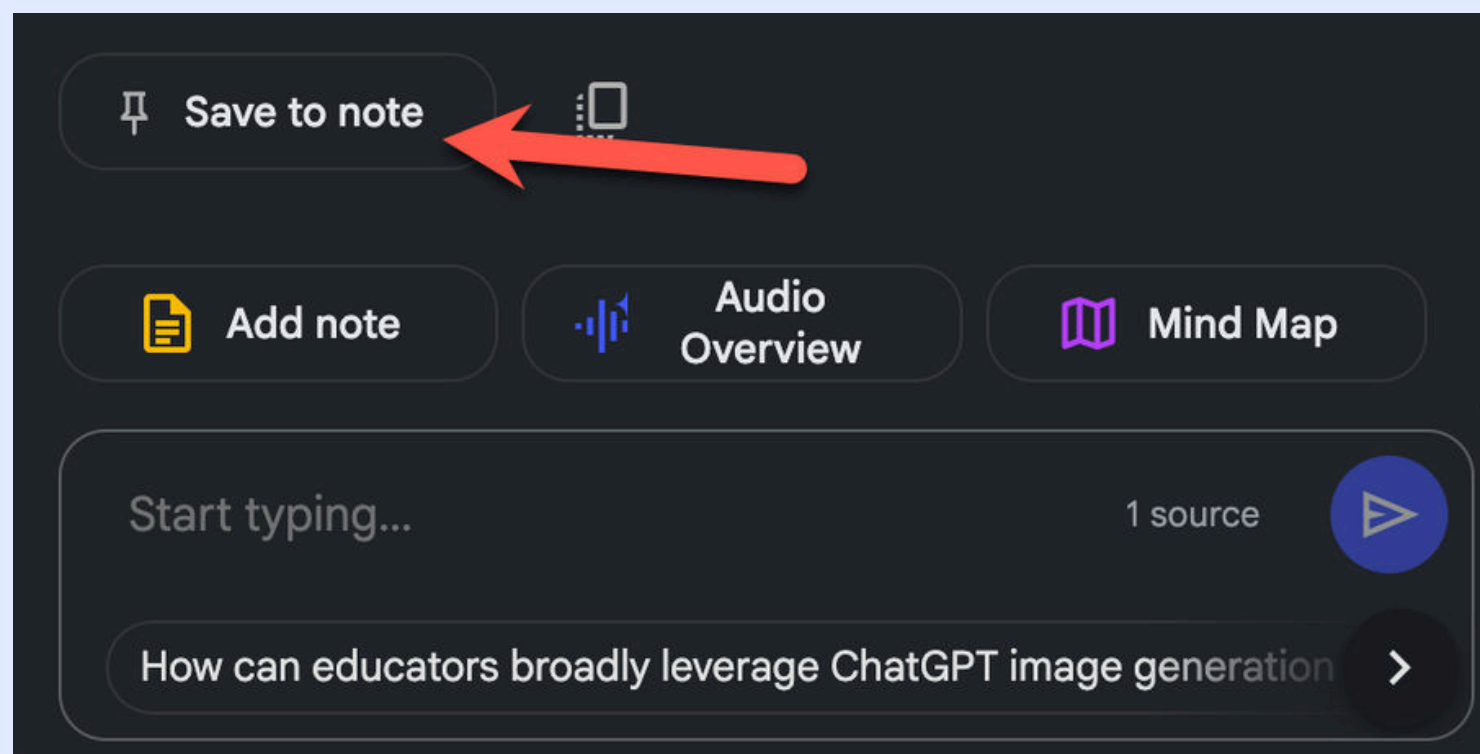 Save to note
Add note
Audio
Overview
Mind Map
Start typing...
1 source
How can educators broadly leverage ChatGPT image generation